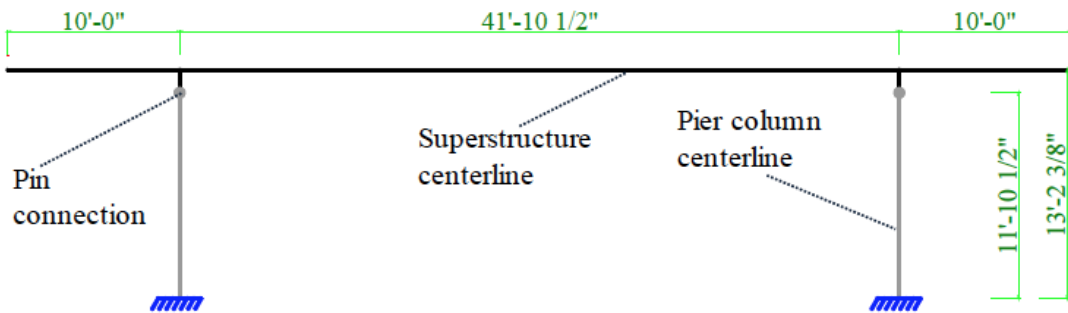 10'-0"
41'-10 1/2"
10'-0"
Pin
connection
Superstructure
centerline
Pier column
centerline
11'-10 1/2"
13'-2 3/8"